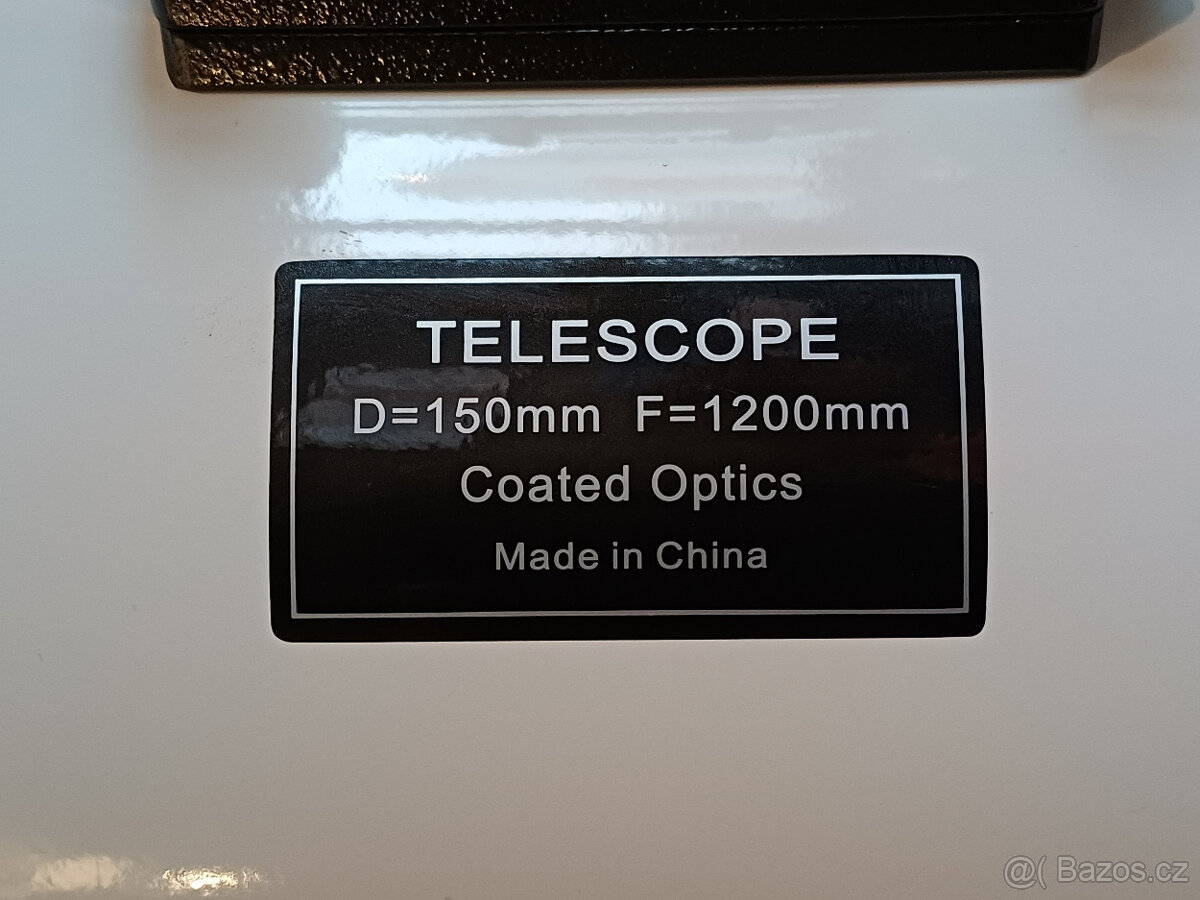 TELESCOPE
D=150mm F=1200mm
Coated Optics
Made in China
@( Bazos.cz